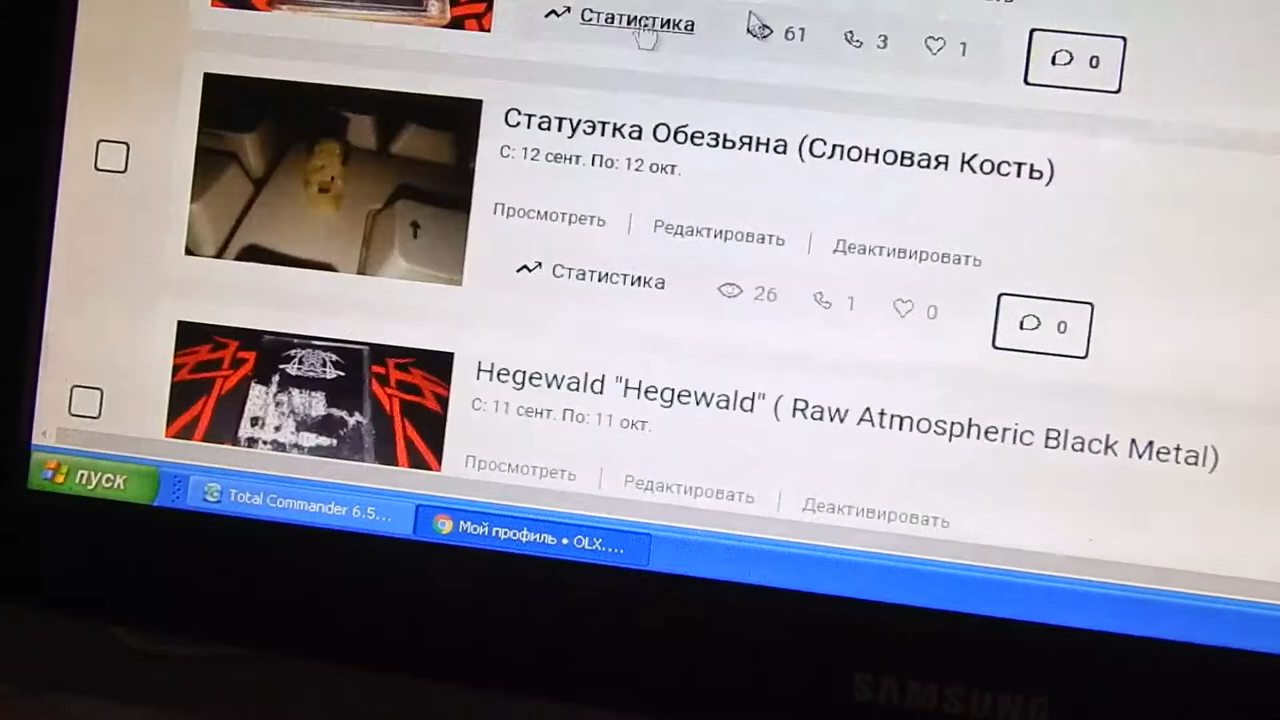 Статистика 61 3 1 0
Статуэтка Обезьяна (Слоновая Кость)
С: 12 сент. По: 12 окт.
Просмотреть | Редактировать | Деактивировать
Статистика 26 1 0 0
Hegewald "Hegewald" ( Raw Atmospheric Black Metal)
С: 11 сент. По: 11 окт.
Просмотреть | Редактировать | Деактивировать
пуск Total Commander 6.5... Мой профиль • OLX....
SAMSUNG